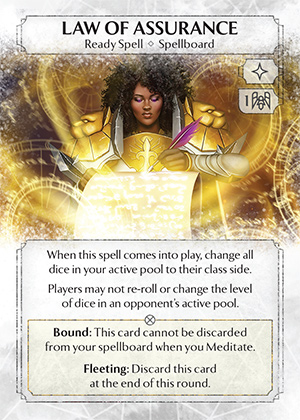 LAW OF ASSURANCE
Ready Spell ⟐ Spellboard
1
When this spell comes into play, change all
dice in your active pool to their class side.
Players may not re-roll or change the level
of dice in an opponent's active pool.
Bound: This card cannot be discarded
from your spellboard when you Meditate.
Fleeting: Discard this card
at the end of this round.